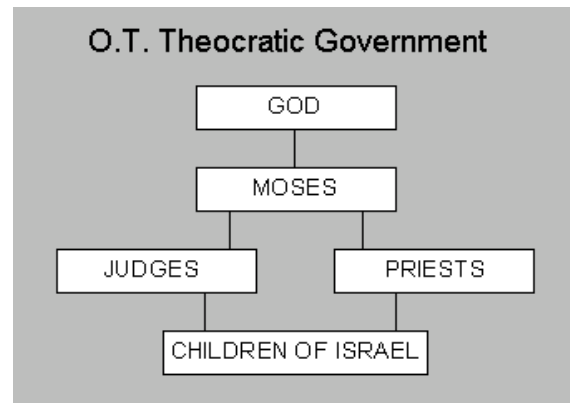 O.T. Theocratic Government
GOD
MOSES
JUDGES
PRIESTS
CHILDREN OF ISRAEL